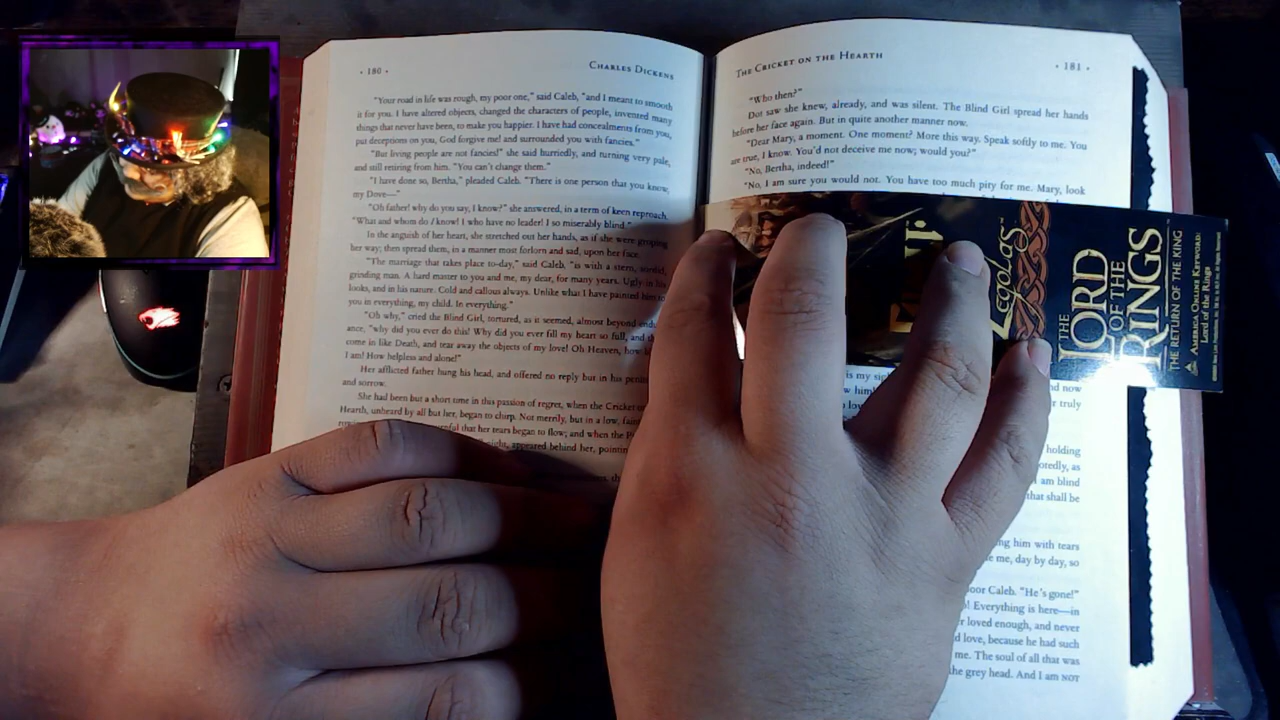 • 180 •
CHARLES DICKENS
"Your road in life was rough, my poor one," said Caleb, "and I meant to smooth
it for you. I have altered objects, changed the characters of people, invented many
things that never have been, to make you happier. I have had concealments from you,
put deceptions on you, God forgive me! and surrounded you with fancies."
"But living people are not fancies!" she said hurriedly, and turning very pale,
and still retiring from him. "You can't change them."
"I have done so, Bertha," pleaded Caleb. "There is one person that you know,
my Dove—"
"Oh father! why do you say, I know?" she answered, in a term of keen reproach.
"What and whom do I know! I who have no leader! I so miserably blind."
In the anguish of her heart, she stretched out her hands, as if she were groping
her way; then spread them, in a manner most forlorn and sad, upon her face.
"The marriage that takes place to-day," said Caleb, "is with a stern, sordid,
grinding man. A hard master to you and me, my dear, for many years. Ugly in his
looks, and in his nature. Cold and callous always. Unlike what I have painted him to
you in everything, my child. In everything."
"Oh why," cried the Blind Girl, tortured, as it seemed, almost beyond
"why did you ever do this! Why did you ever fill my heart so full, and
come in like Death, and tear away the objects of my love! Oh Heaven, how
I am! How helpless and alone!"
Her afflicted father hung his head, and offered no reply but in his
and sorrow.
She had been but a short time in this passion of regret, when the Cricket
Hearth, unheard by all but her, began to chirp. Not merrily, but in a low,
that her tears began to flow; and when the
appeared behind her,
THE CRICKET ON THE HEARTH
• 181 •
"Who then?"
Dot saw she knew, already, and was silent. The Blind Girl spread her hands
before her face again. But in quite another manner now.
"Dear Mary, a moment. One moment? More this way. Speak softly to me. You
are true, I know. You'd not deceive me now; would you?"
"No, Bertha, indeed!"
"No, I am sure you would not. You have too much pity for me. Mary, look
Legolas™
THE
LORD
OF THE
RINGS
THE RETURN OF THE KING
AMERICA ONLINE KEYWORD:
Lord of the Rings
is my
and now
truly
holding
as
am blind
that shall be
him with tears
me, day by day, so
Caleb. "He's gone!"
Everything is here—in
loved enough, and never
love, because he had such
me. The soul of all that was
the grey head. And I am NOT